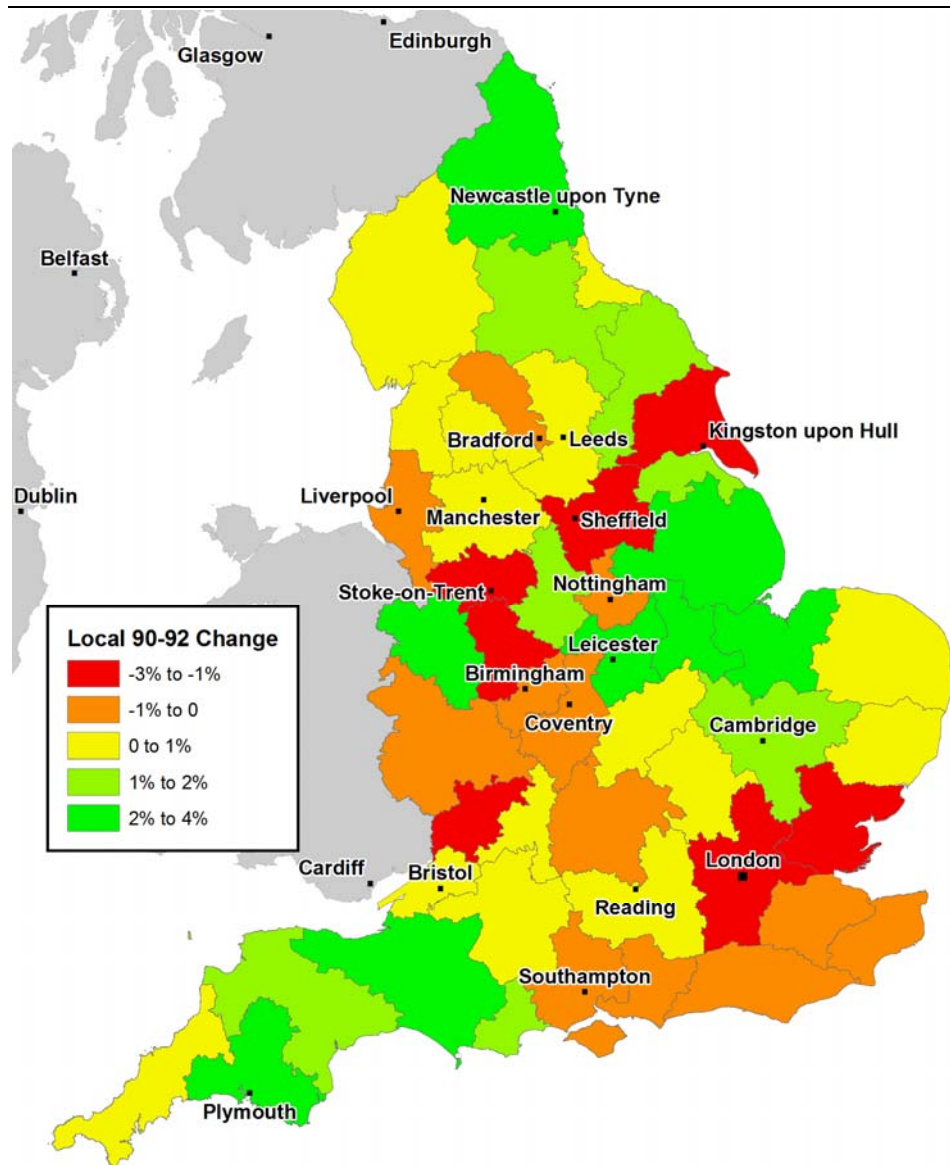 Edinburgh
Glasgow
Newcastle upon Tyne
Belfast
Kingston upon Hull
Bradford
Leeds
Dublin
Liverpool
Manchester
Sheffield
Stoke-on-Trent
Nottingham
Local 90-92 Change
-3% to -1%
-1% to 0
0 to 1%
1% to 2%
2% to 4%
Leicester
Birmingham
Coventry
Cambridge
Cardiff
Bristol
London
Reading
Southampton
Plymouth